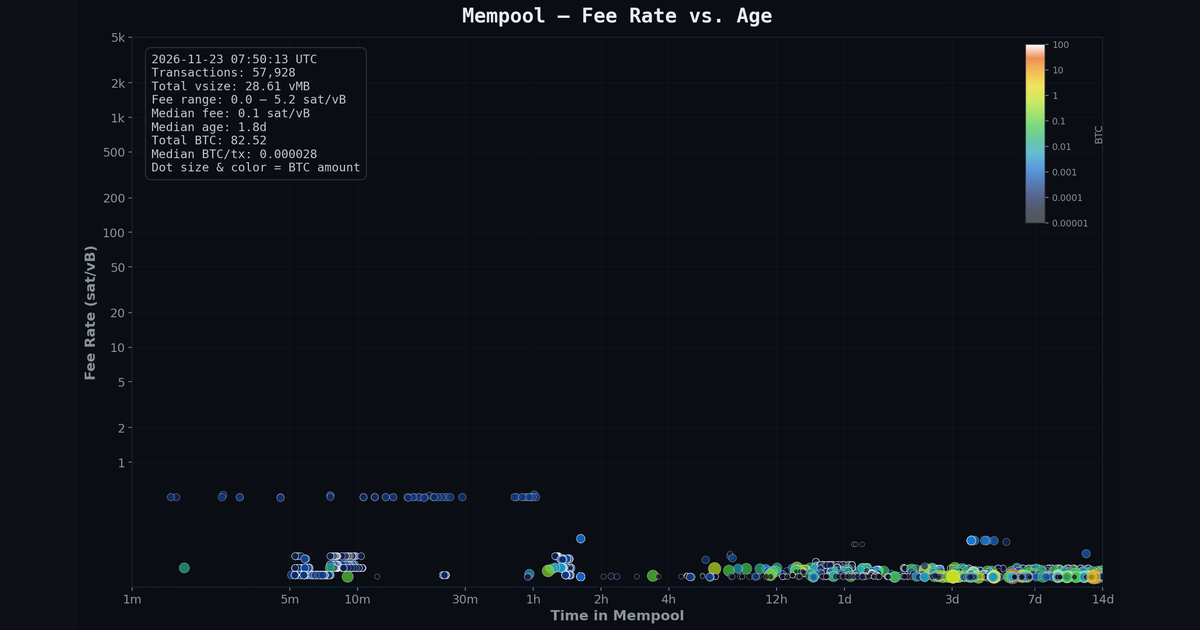 Mempool — Fee Rate vs. Age
2026-11-23 07:50:13 UTC
Transactions: 57,928
Total vsize: 28.61 vMB
Fee range: 0.0 – 5.2 sat/vB
Median fee: 0.1 sat/vB
Median age: 1.8d
Total BTC: 82.52
Median BTC/tx: 0.000028
Dot size & color = BTC amount
100
10
1
0.1
0.01
0.001
0.0001
0.00001
BTC
5k
2k
1k
500
200
100
50
20
10
5
2
1
Fee Rate (sat/vB)
1m 5m 10m 30m 1h 2h 4h 12h 1d 3d 7d 14d
Time in Mempool